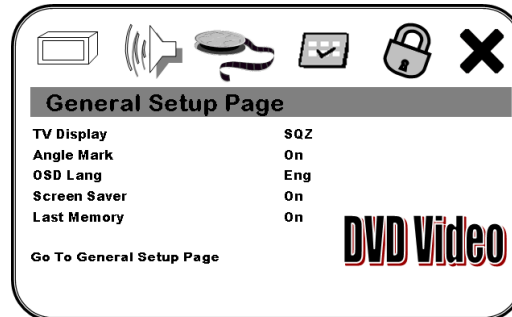 General Setup Page
TV Display SQZ
Angle Mark On
OSD Lang Eng
Screen Saver On
Last Memory On
Go To General Setup Page
DVD Video